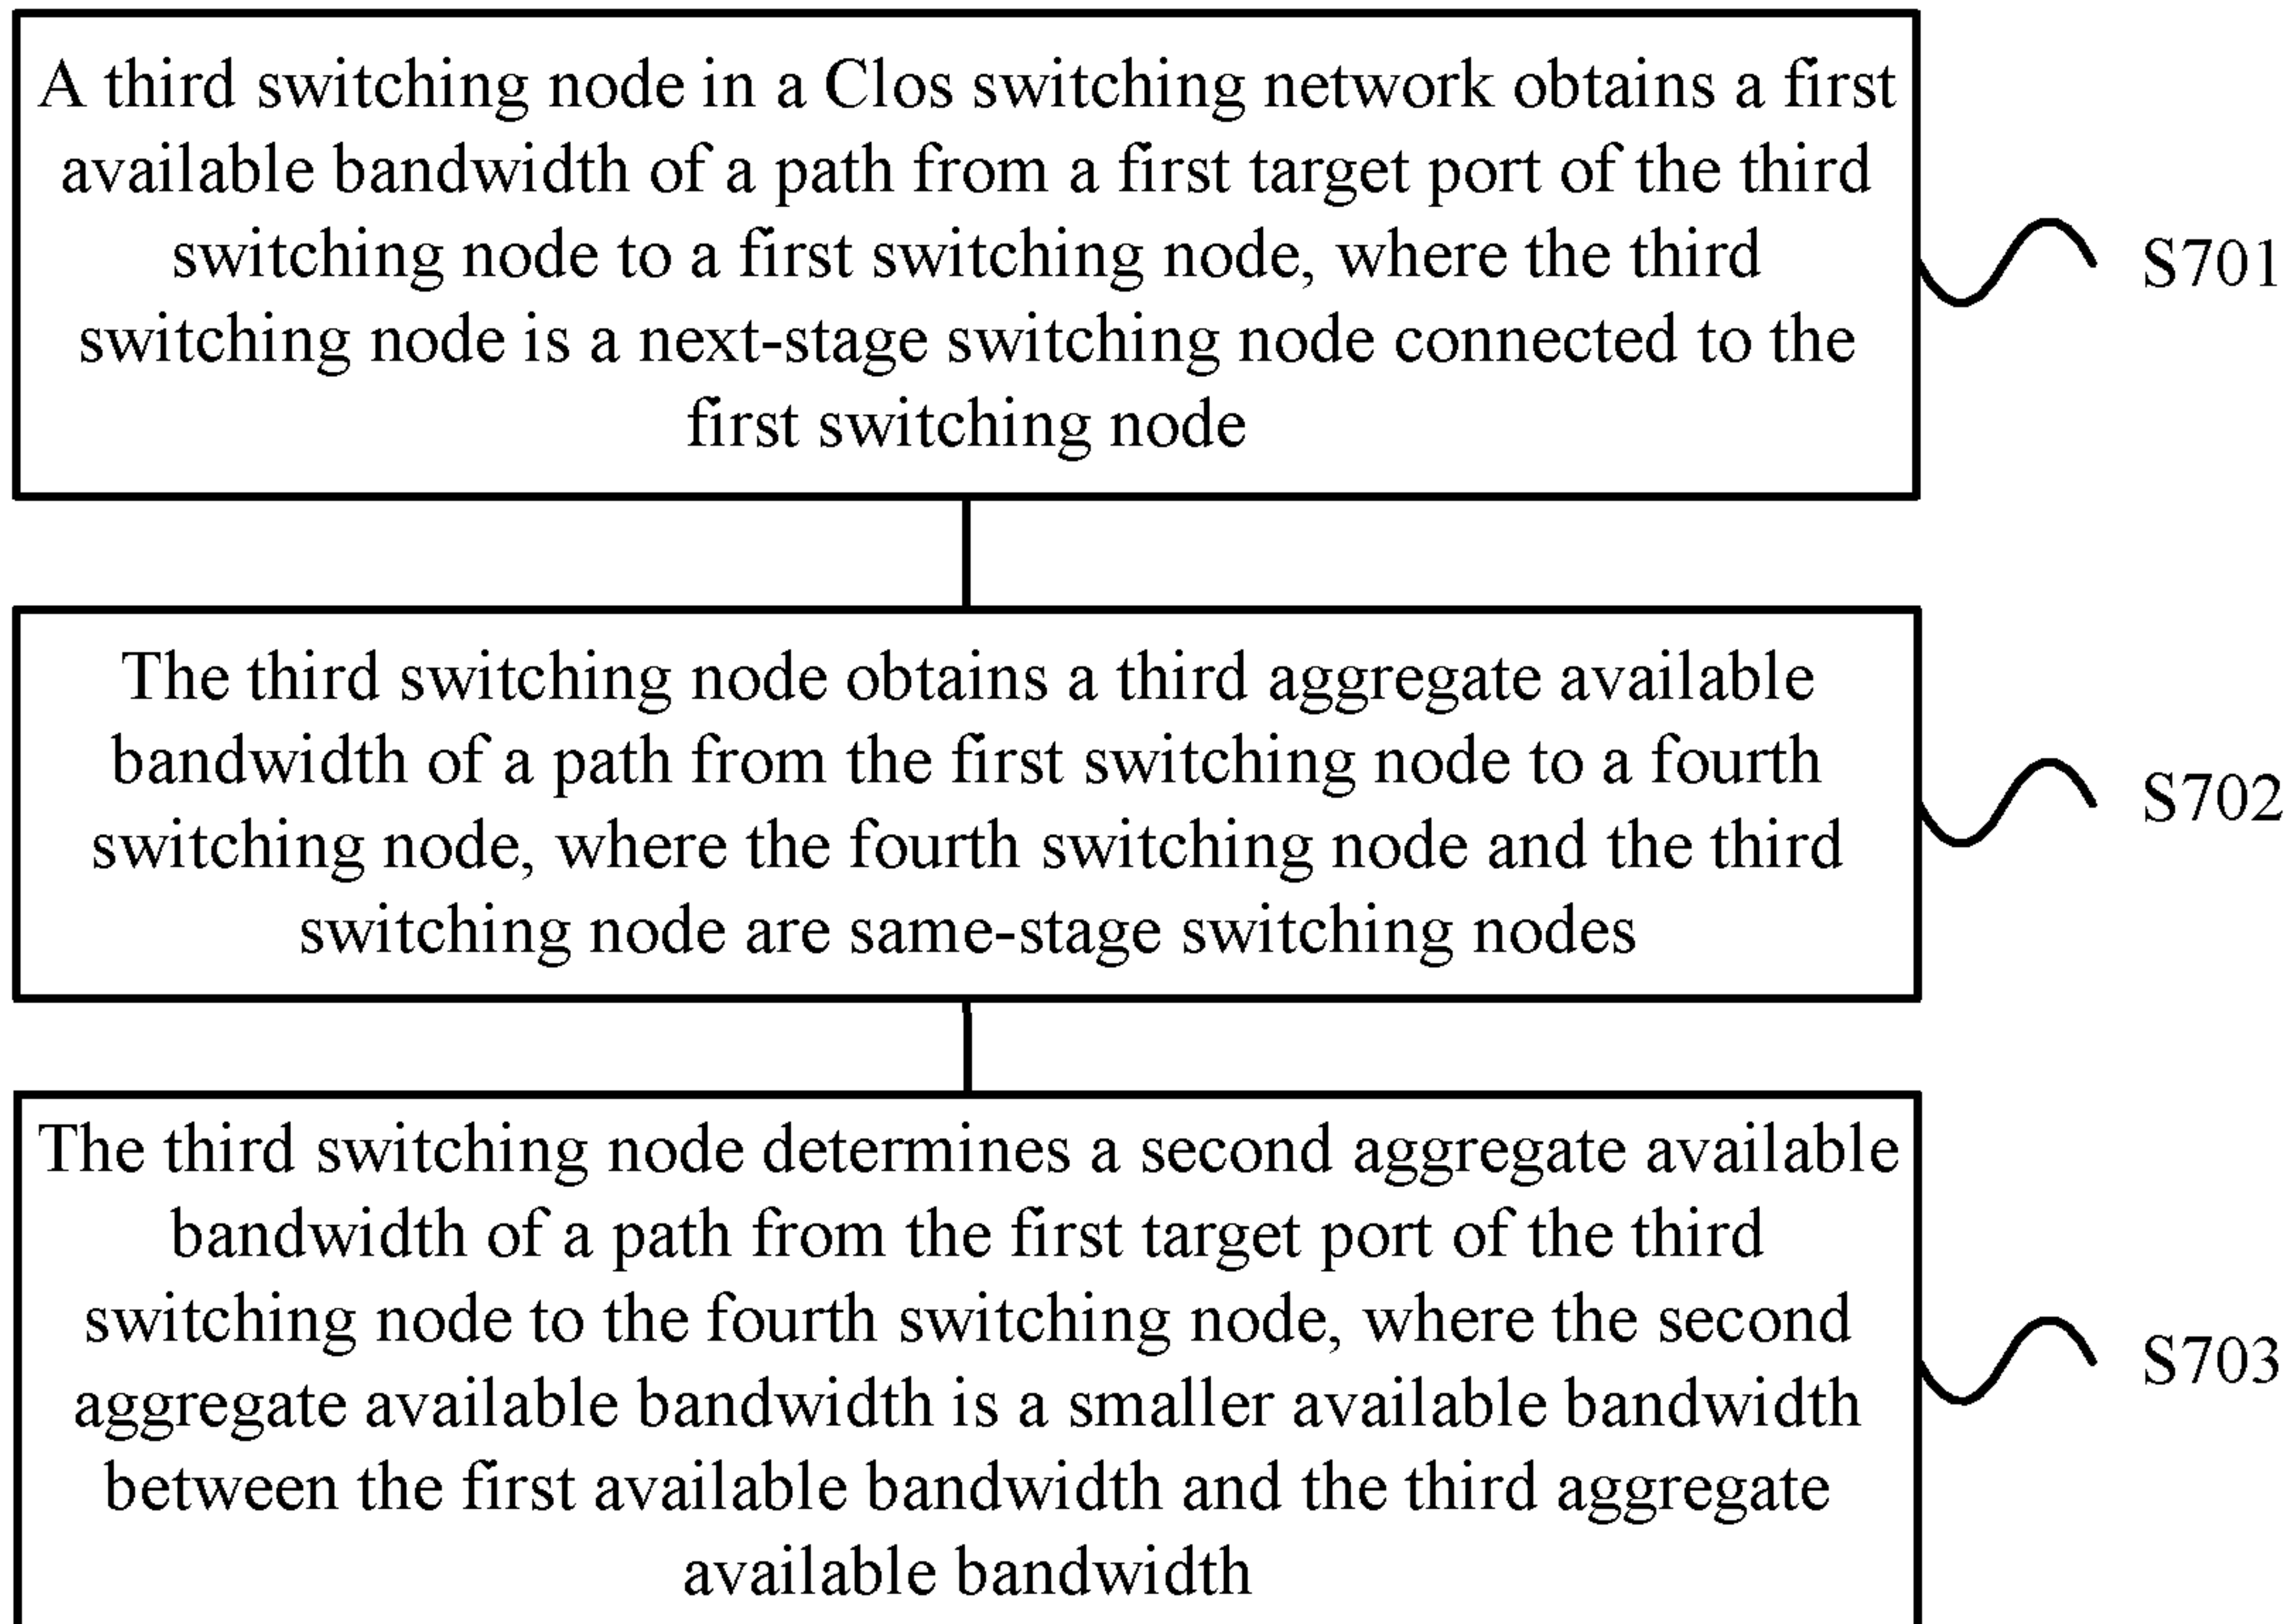 A third switching node in a Clos switching network obtains a first
available bandwidth of a path from a first target port of the third
switching node to a first switching node, where the third
switching node is a next-stage switching node connected to the
first switching node
S701
The third switching node obtains a third aggregate available
bandwidth of a path from the first switching node to a fourth
switching node, where the fourth switching node and the third
switching node are same-stage switching nodes
S702
The third switching node determines a second aggregate available
bandwidth of a path from the first target port of the third
switching node to the fourth switching node, where the second
aggregate available bandwidth is a smaller available bandwidth
between the first available bandwidth and the third aggregate
available bandwidth
S703